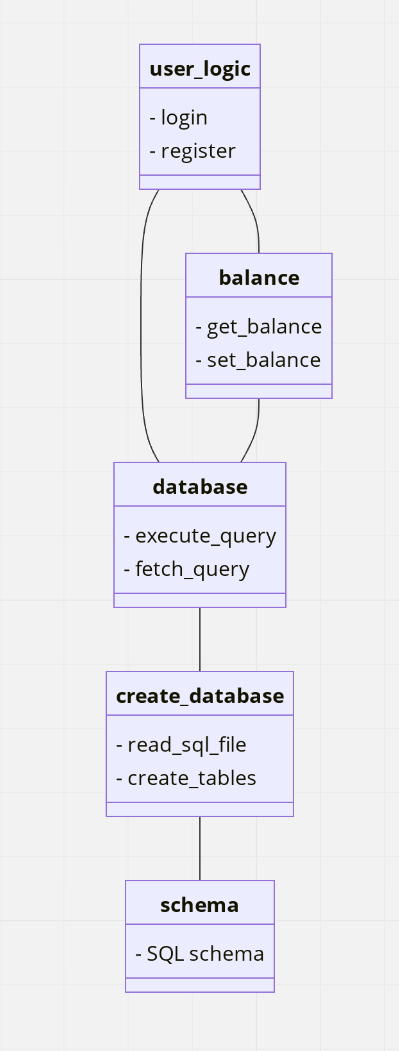 user_logic
- login
- register
balance
- get_balance
- set_balance
database
- execute_query
- fetch_query
create_database
- read_sql_file
- create_tables
schema
- SQL schema